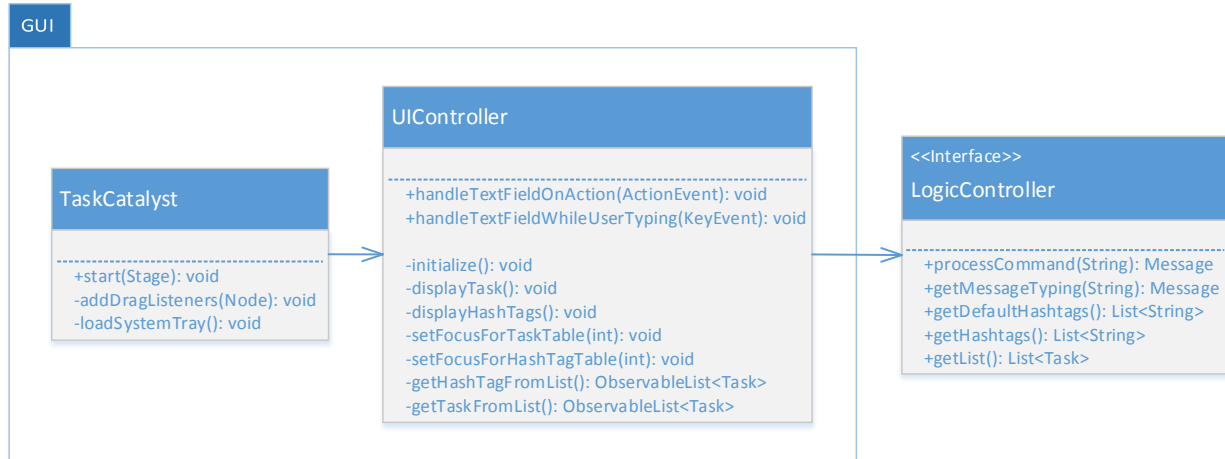 GUI
TaskCatalyst
+start(Stage): void
-addDragListeners(Node): void
-loadSystemTray(): void
UIController
+handleTextFieldOnAction(ActionEvent): void
+handleTextFieldWhileUserTyping(KeyEvent): void
-initialize(): void
-displayTask(): void
-displayHashTags(): void
-setFocusForTaskTable(int): void
-setFocusForHashTagTable(int): void
-getHashTagFromList(): ObservableList<Task>
-getTaskFromList(): ObservableList<Task>
<<Interface>>
LogicController
+processCommand(String): Message
+getMessageTyping(String): Message
+getDefaultHashtags(): List<String>
+getHashtags(): List<String>
+getList(): List<Task>